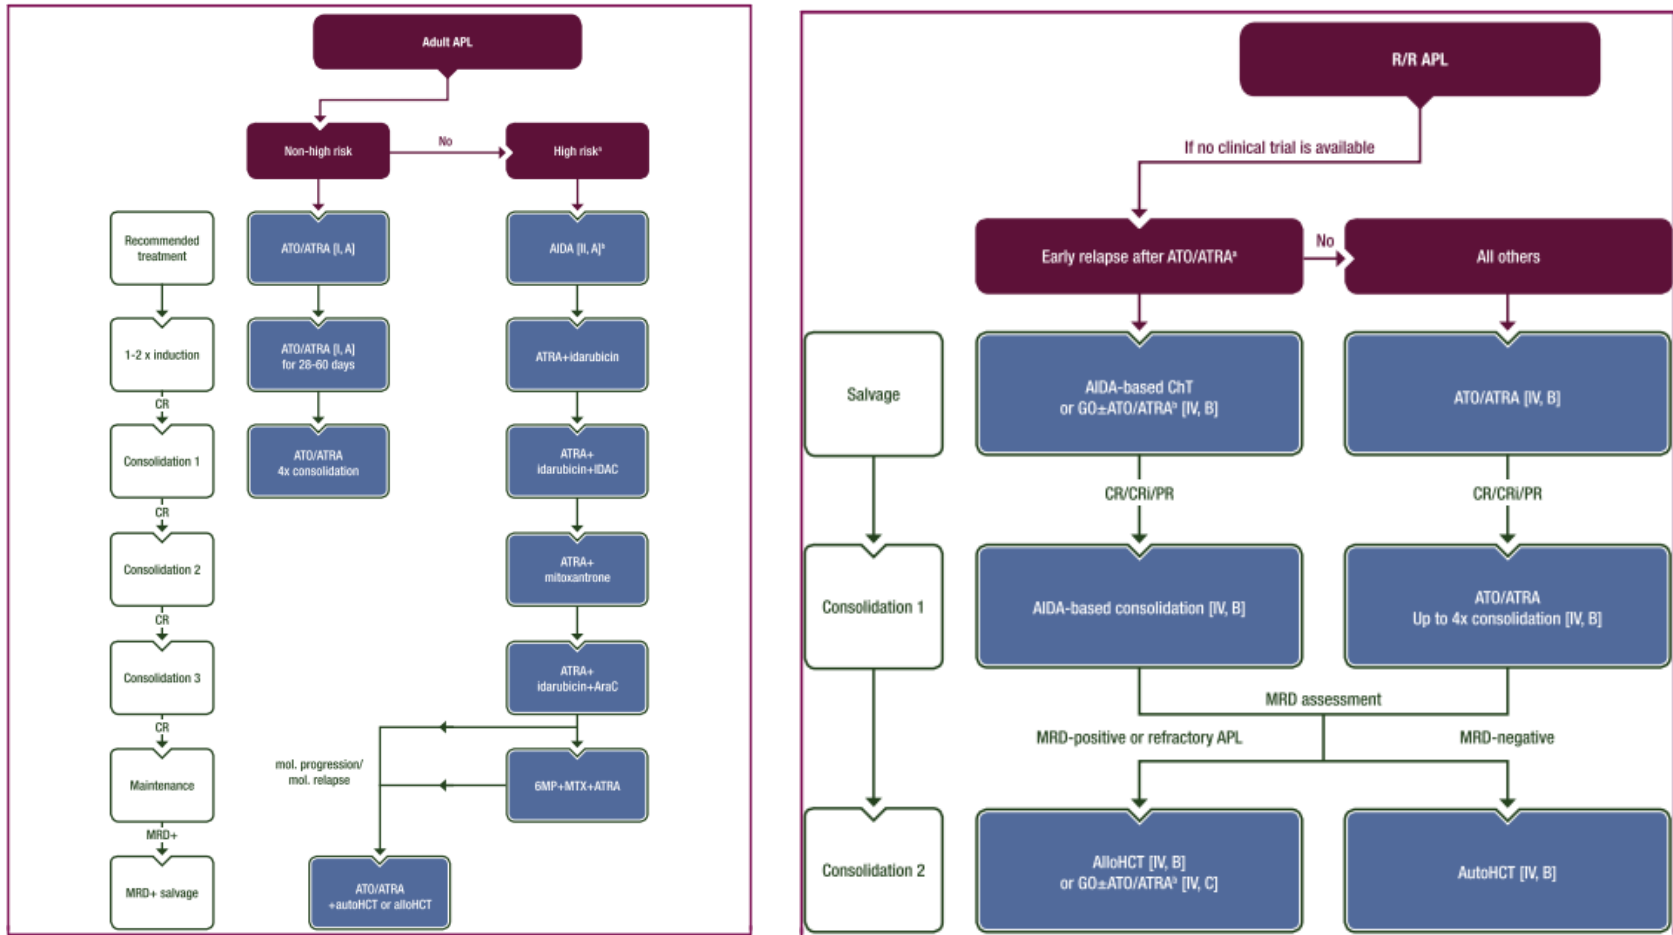 Adult APL
Non-high risk
No
High riskᵃ
Recommended
treatment
ATO/ATRA [I, A]
AIDA [II, A]ᵇ
1-2 x induction
ATO/ATRA [I, A]
for 28-60 days
ATRA+idarubicin
CR
Consolidation 1
ATO/ATRA
4x consolidation
ATRA+
idarubicin+IDAC
CR
Consolidation 2
ATRA+
mitoxantrone
CR
Consolidation 3
ATRA+
idarubicin+AraC
CR
mol. progression/
mol. relapse
Maintenance
6MP+MTX+ATRA
MRD+
MRD+ salvage
ATO/ATRA
+autoHCT or alloHCT
R/R APL
If no clinical trial is available
Early relapse after ATO/ATRAᵃ
No
All others
Salvage
AIDA-based ChT
or GO±ATO/ATRAᵇ [IV, B]
ATO/ATRA [IV, B]
CR/CRi/PR
CR/CRi/PR
Consolidation 1
AIDA-based consolidation [IV, B]
ATO/ATRA
Up to 4x consolidation [IV, B]
MRD assessment
MRD-positive or refractory APL
MRD-negative
Consolidation 2
AlloHCT [IV, B]
or GO±ATO/ATRAᵇ [IV, C]
AutoHCT [IV, B]